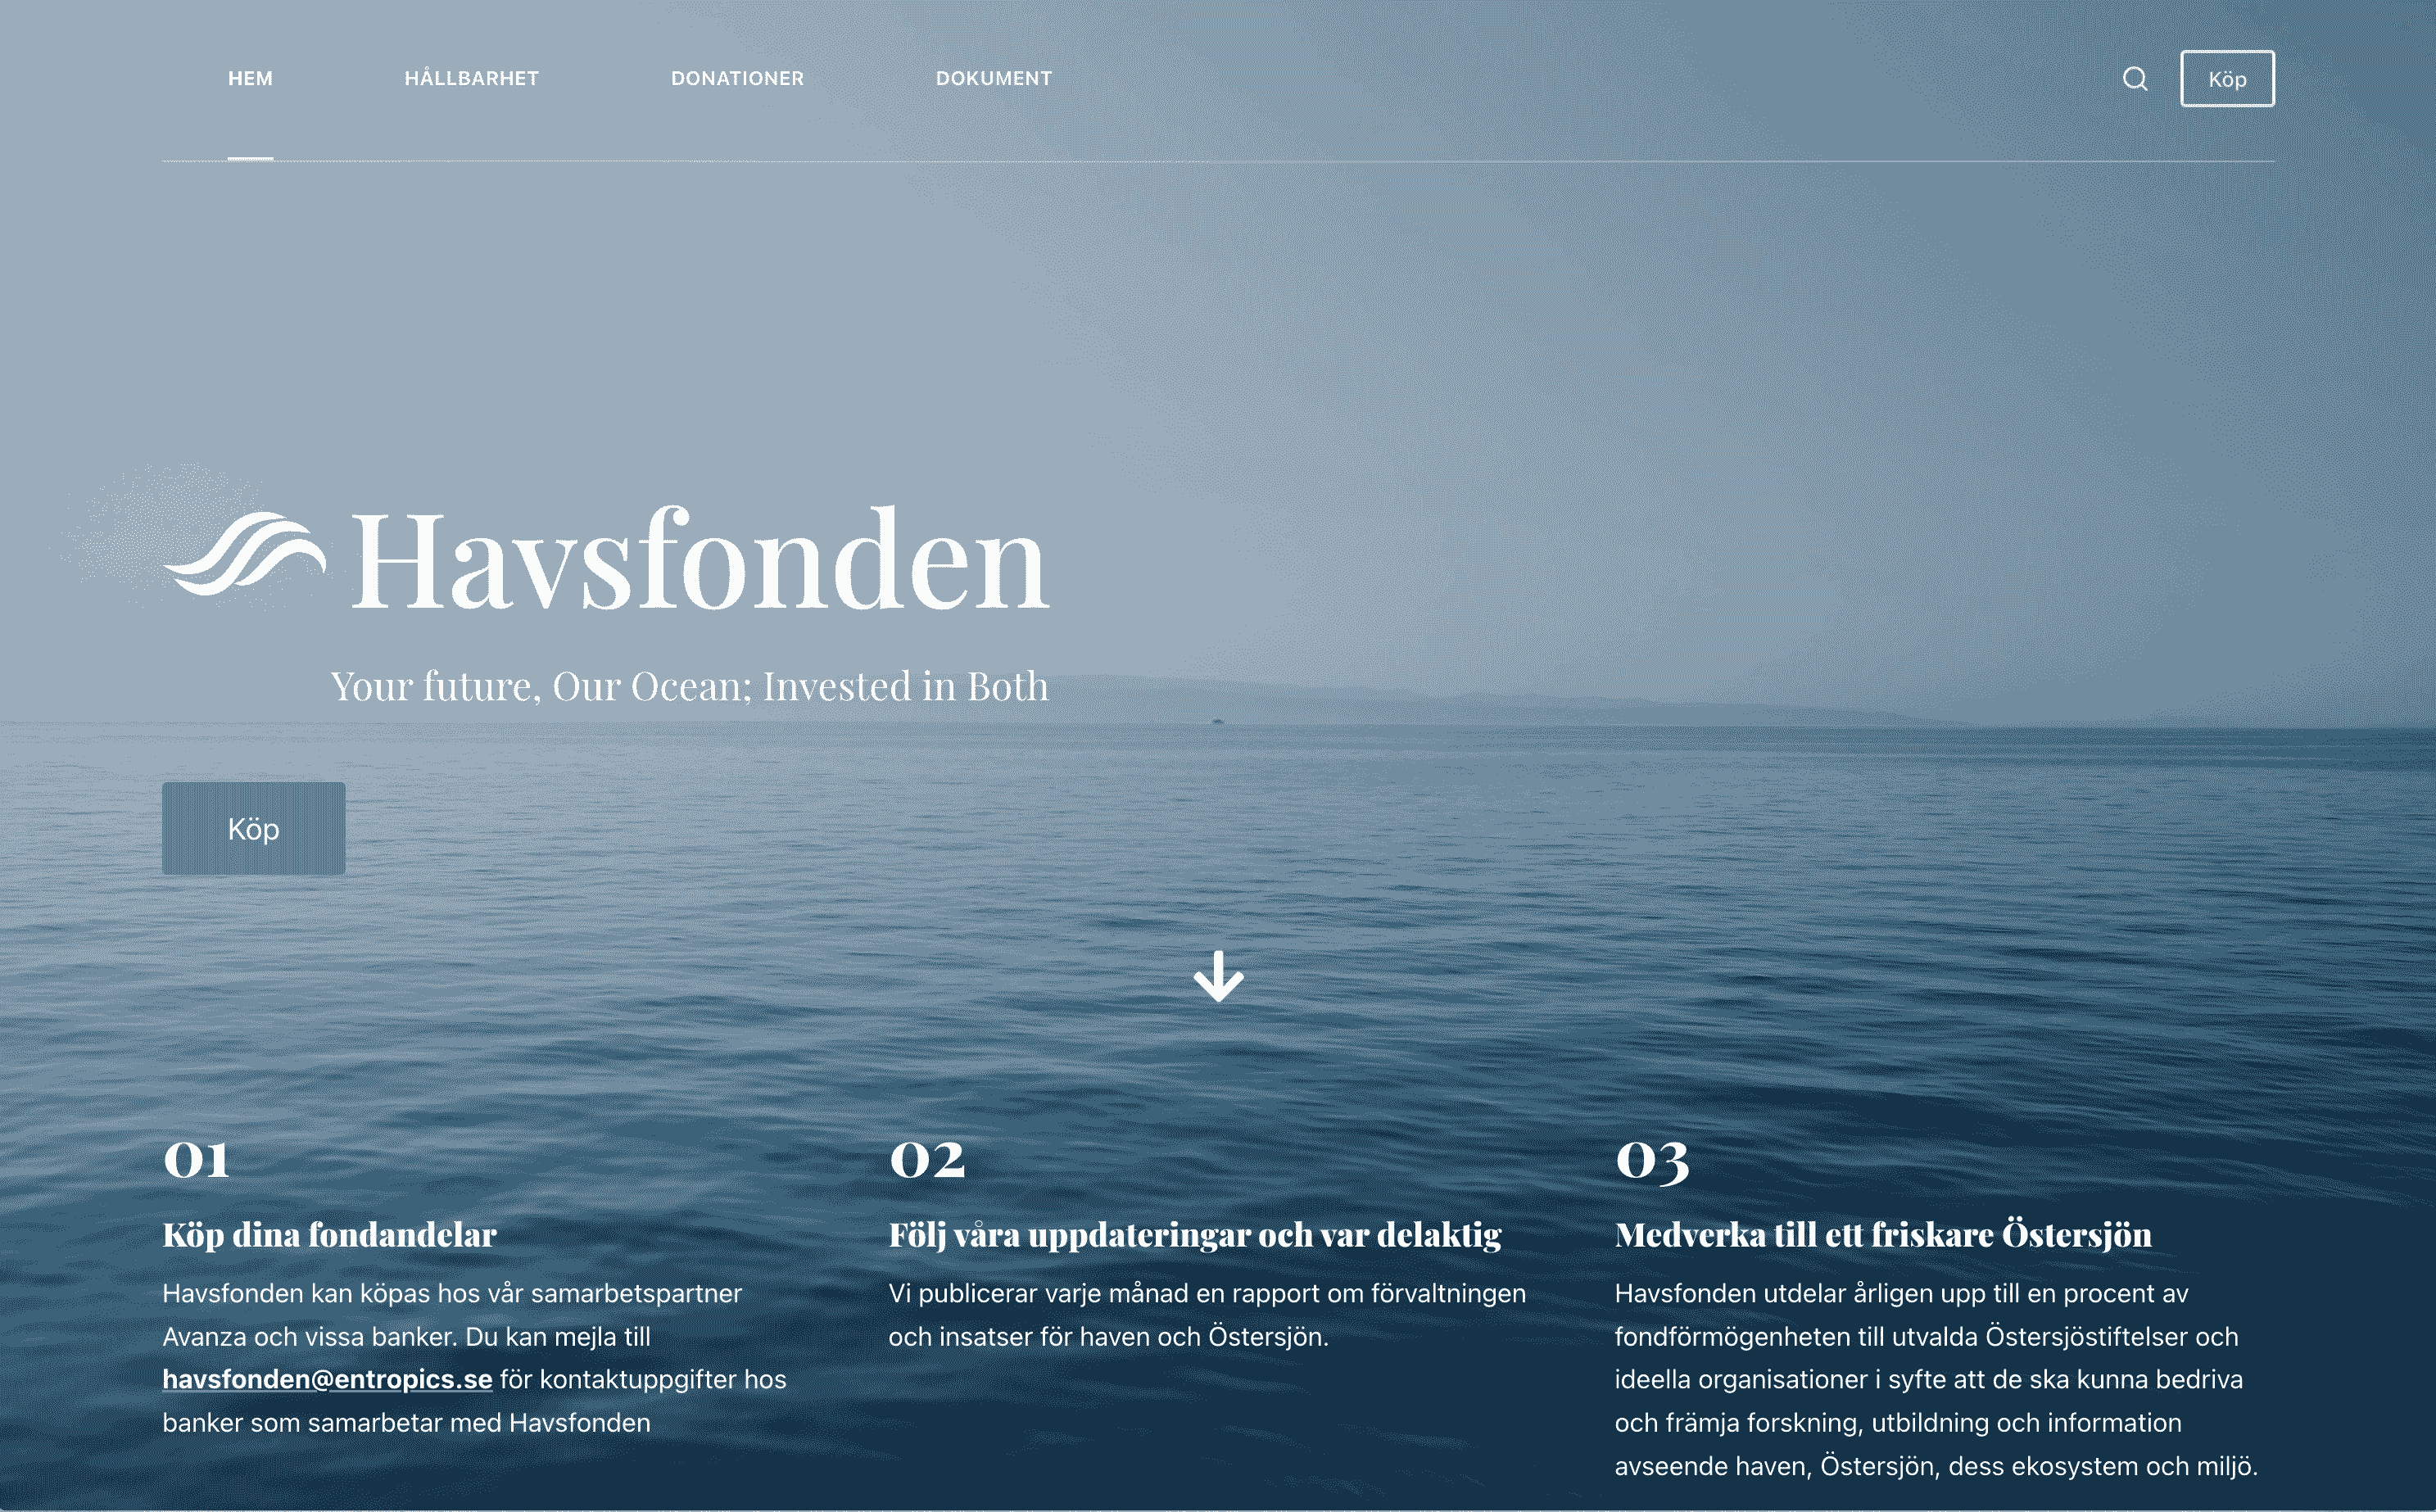 HEM
HÅLLBARHET
DONATIONER
DOKUMENT
Köp
Havsfonden
Your future, Our Ocean; Invested in Both
Köp
01
Köp dina fondandelar
Havsfonden kan köpas hos vår samarbetspartner
Avanza och vissa banker. Du kan mejla till
havsfonden@entropics.se för kontaktuppgifter hos
banker som samarbetar med Havsfonden
02
Följ våra uppdateringar och var delaktig
Vi publicerar varje månad en rapport om förvaltningen
och insatser för haven och Östersjön.
03
Medverka till ett friskare Östersjön
Havsfonden utdelar årligen upp till en procent av
fondförmögenheten till utvalda Östersjöstiftelser och
ideella organisationer i syfte att de ska kunna bedriva
och främja forskning, utbildning och information
avseende haven, Östersjön, dess ekosystem och miljö.